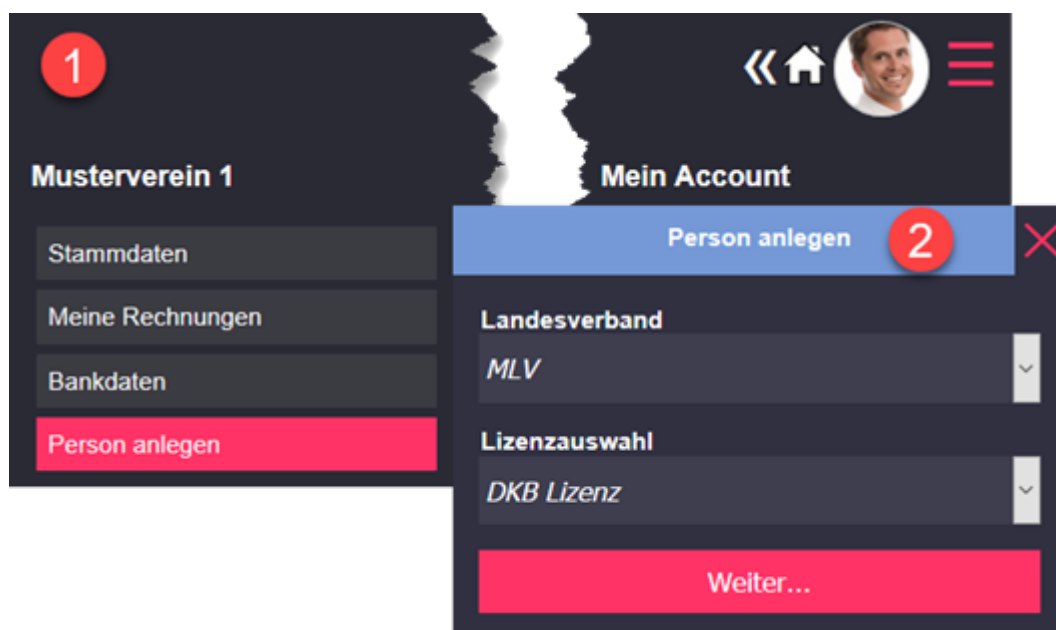 1
Musterverein 1
Mein Account
Stammdaten
Meine Rechnungen
Bankdaten
Person anlegen
Person anlegen
2
Landesverband
MLV
Lizenzauswahl
DKB Lizenz
Weiter...